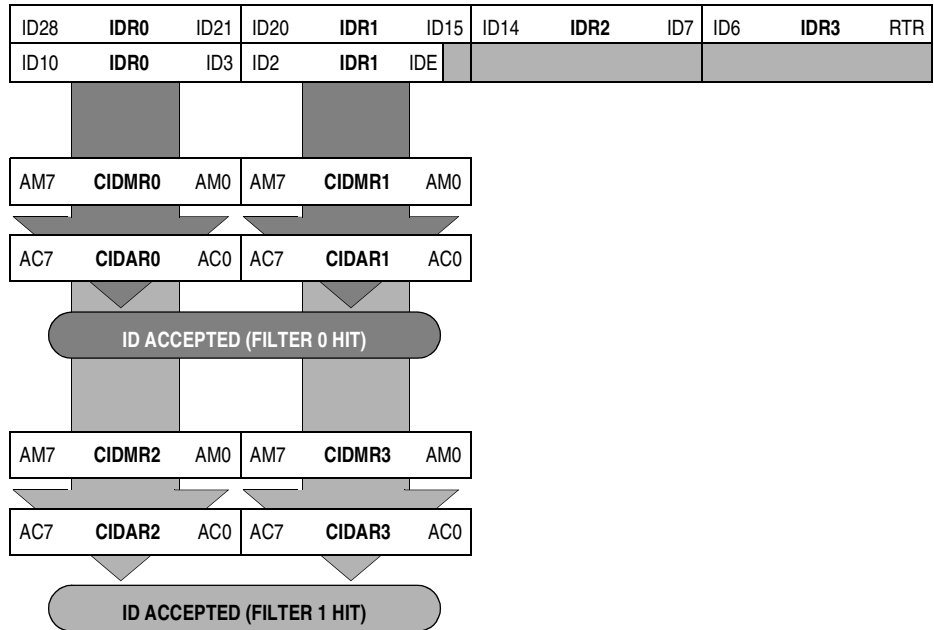 ID28 IDR0 ID21 ID20 IDR1 ID15 ID14 IDR2 ID7 ID6 IDR3 RTR
ID10 IDR0 ID3 ID2 IDR1 IDE
AM7 CIDMR0 AM0 AM7 CIDMR1 AM0
AC7 CIDAR0 AC0 AC7 CIDAR1 AC0
ID ACCEPTED (FILTER 0 HIT)
AM7 CIDMR2 AM0 AM7 CIDMR3 AM0
AC7 CIDAR2 AC0 AC7 CIDAR3 AC0
ID ACCEPTED (FILTER 1 HIT)